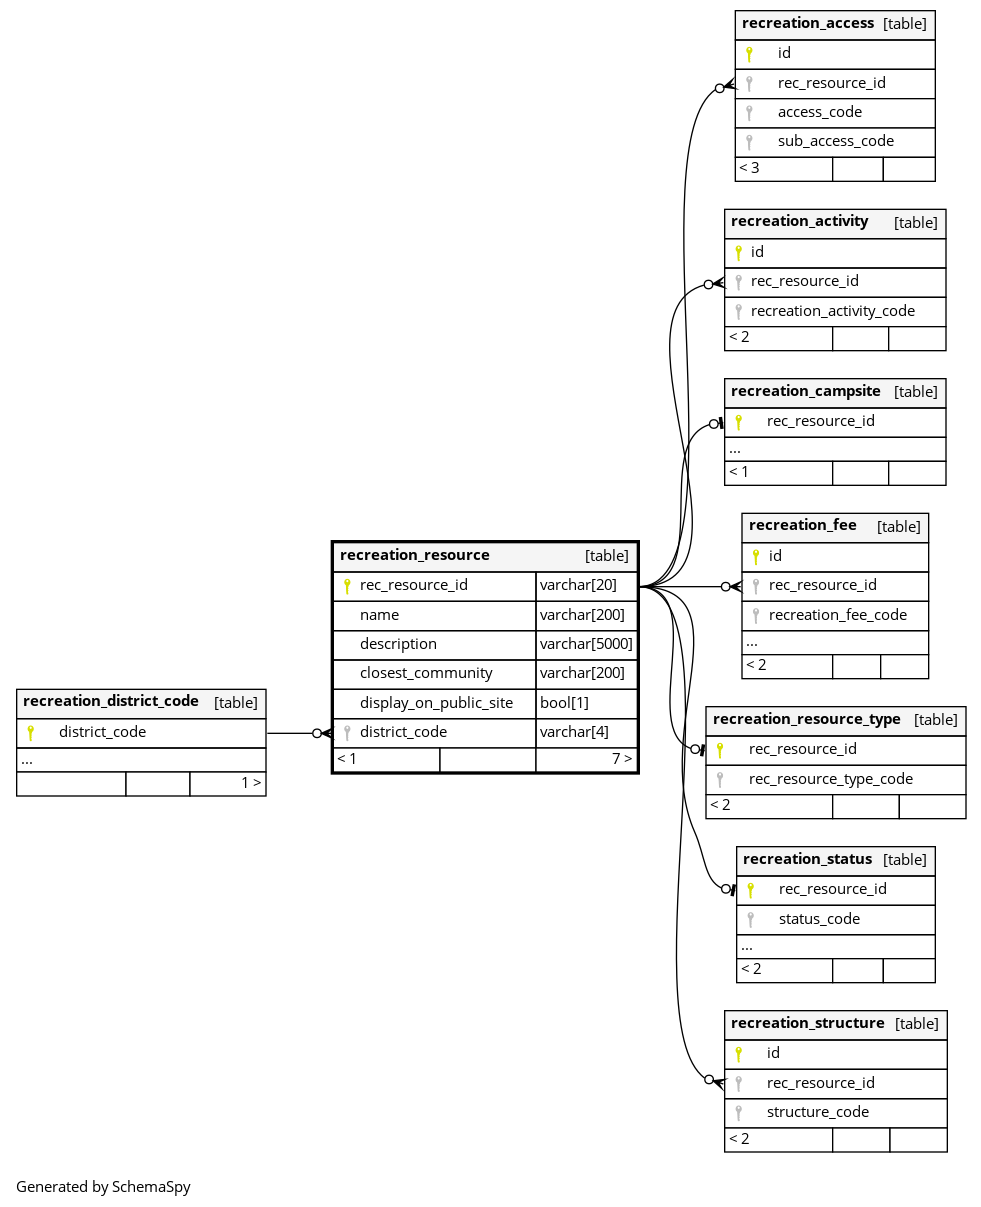 recreation_access [table]
id
rec_resource_id
access_code
sub_access_code
< 3
recreation_activity [table]
id
rec_resource_id
recreation_activity_code
< 2
recreation_campsite [table]
rec_resource_id
...
< 1
recreation_fee [table]
id
rec_resource_id
recreation_fee_code
...
< 2
recreation_resource [table]
rec_resource_id varchar[20]
name varchar[200]
description varchar[5000]
closest_community varchar[200]
display_on_public_site bool[1]
district_code varchar[4]
< 1 7 >
recreation_district_code [table]
district_code
...
1 >
recreation_resource_type [table]
rec_resource_id
rec_resource_type_code
< 2
recreation_status [table]
rec_resource_id
status_code
...
< 2
recreation_structure [table]
id
rec_resource_id
structure_code
< 2
Generated by SchemaSpy